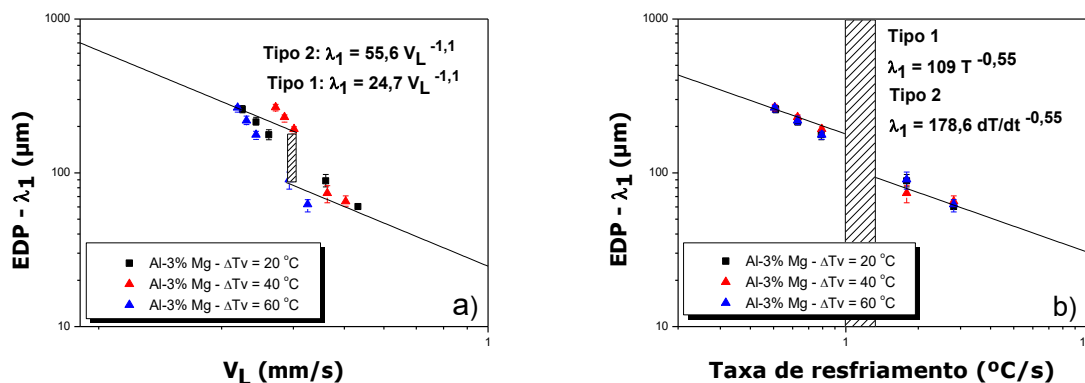 1000
Tipo 2: λ1 = 55,6 VL -1,1
Tipo 1: λ1 = 24,7 VL -1,1
100
10
EDP - λ1 (µm)
Al-3% Mg - ΔTv = 20 °C
Al-3% Mg - ΔTv = 40 °C
Al-3% Mg - ΔTv = 60 °C
a)
1
VL (mm/s)
1000
Tipo 1
λ1 = 109 T -0,55
Tipo 2
λ1 = 178,6 dT/dt -0,55
100
10
EDP - λ1 (µm)
Al-3% Mg - ΔTv = 20 °C
Al-3% Mg - ΔTv = 40 °C
Al-3% Mg - ΔTv = 60 °C
b)
1
Taxa de resfriamento (ºC/s)